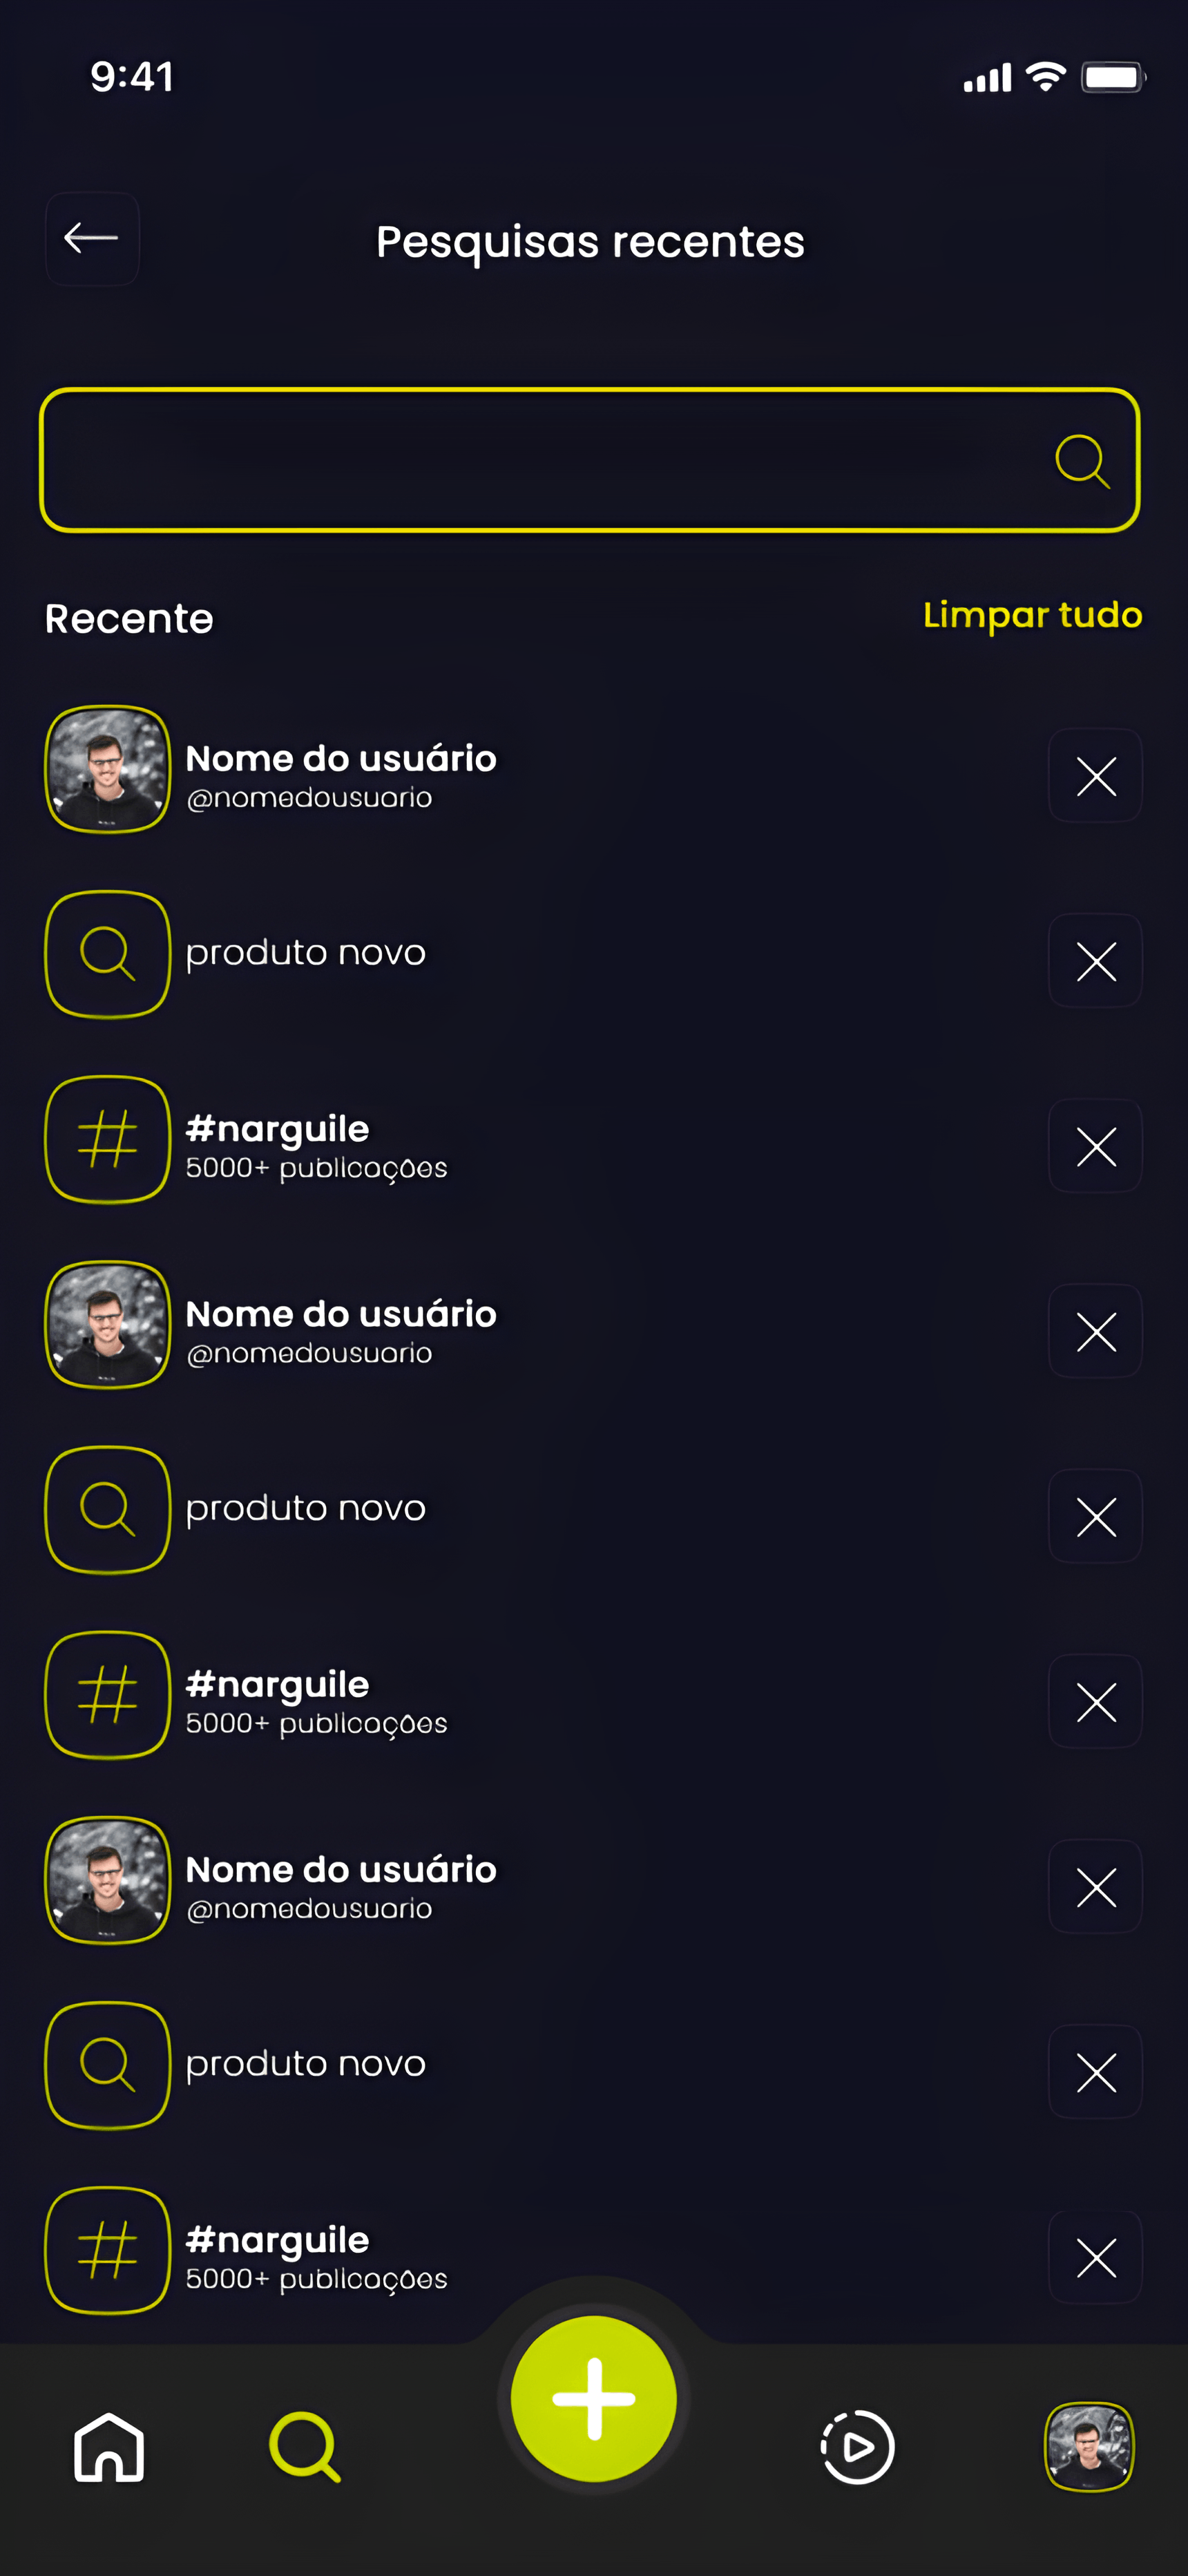 9:41
Pesquisas recentes
Recente
Limpar tudo
Nome do usuário
@nomedousuario
produto novo
#narguile
5000+ publicações
Nome do usuário
@nomedousuario
produto novo
#narguile
5000+ publicações
Nome do usuário
@nomedousuario
produto novo
#narguile
5000+ publicações